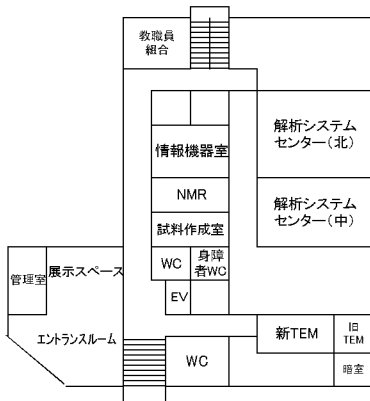 教職員
組合
解析システム
センター(北)
情報機器室
NMR
解析システム
センター(中)
試料作成室
WC
身障
者WC
管理室
展示スペース
EV
エントランスルーム
新TEM
旧
TEM
WC
暗室